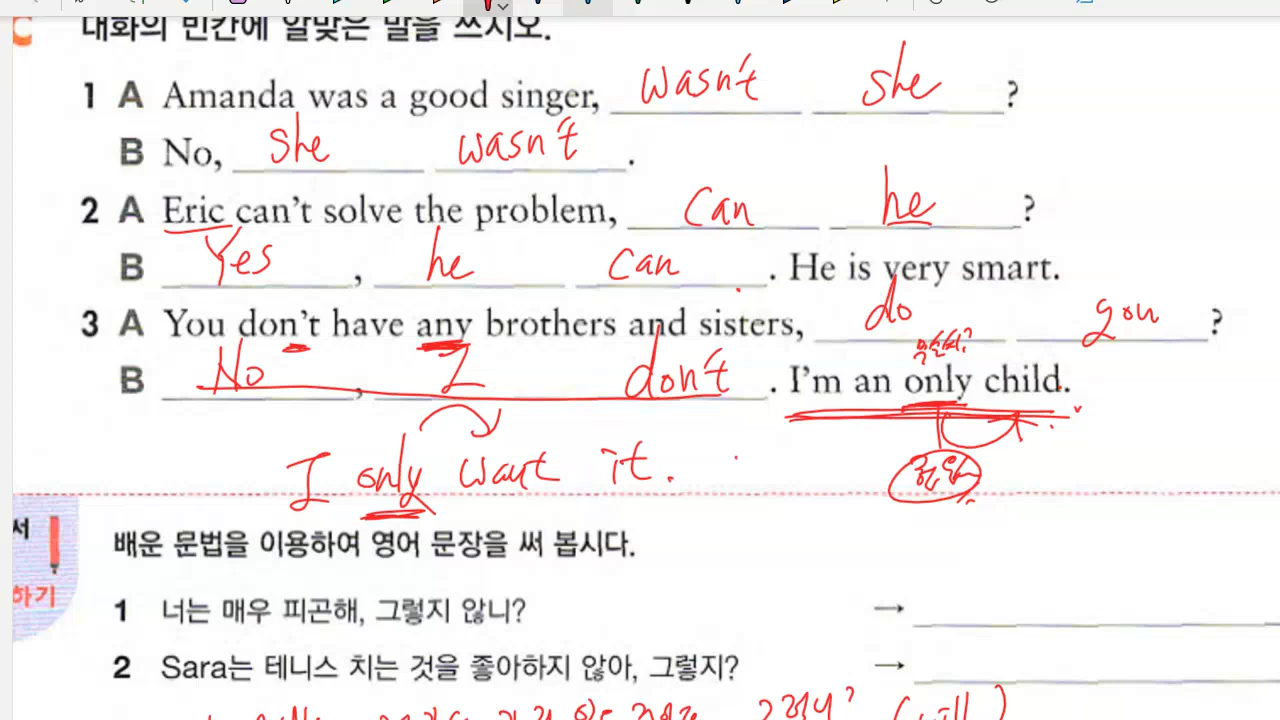 C 대화의 빈칸에 알맞은 말을 쓰시오.
1 A Amanda was a good singer, wasn't she ?
B No, she wasn't .
2 A Eric can't solve the problem, can he ?
B Yes , he can . He is very smart.
3 A You don't have any brothers and sisters, do you ?
B No , I don't . I'm an only child.
I only want it.
서
배운 문법을 이용하여 영어 문장을 써 봅시다.
하기
1 너는 매우 피곤해, 그렇지 않니? →
2 Sara는 테니스 치는 것을 좋아하지 않아, 그렇지? →